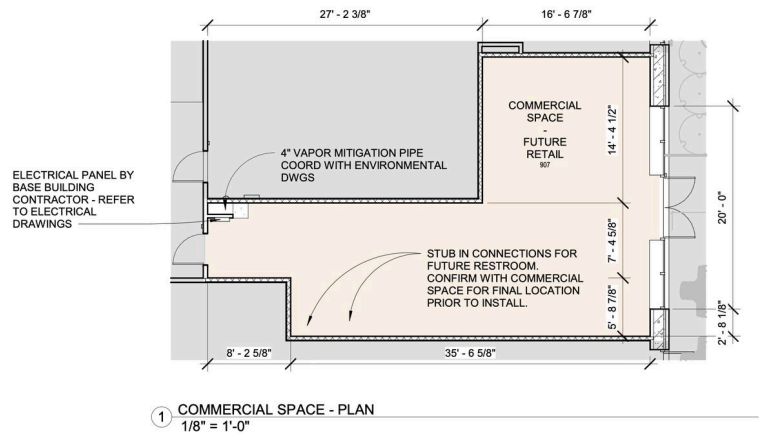 27' - 2 3/8"
16' - 6 7/8"
COMMERCIAL
SPACE
-
FUTURE
RETAIL
907
14' - 4 1/2"
4" VAPOR MITIGATION PIPE
COORD WITH ENVIRONMENTAL
DWGS
ELECTRICAL PANEL BY
BASE BUILDING
CONTRACTOR - REFER
TO ELECTRICAL
DRAWINGS
20' - 0"
7' - 4 5/8"
STUB IN CONNECTIONS FOR
FUTURE RESTROOM.
CONFIRM WITH COMMERCIAL
SPACE FOR FINAL LOCATION
PRIOR TO INSTALL.
5' - 8 7/8"
2' - 8 1/8"
8' - 2 5/8"
35' - 6 5/8"
1
COMMERCIAL SPACE - PLAN
1/8" = 1'-0"